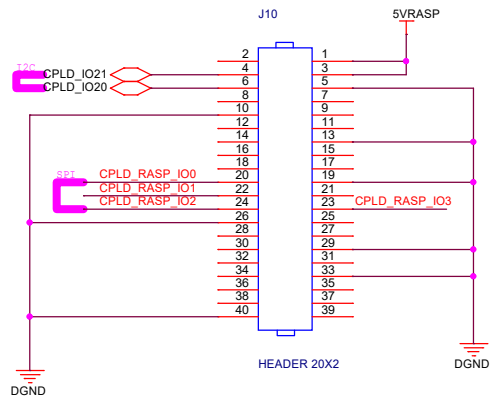 J10
5VRASP
2 1
I2C
CPLD_IO21 4 3
CPLD_IO20 6 5
8 7
10 9
12 11
14 13
16 15
18 17
SPI
CPLD_RASP_IO0 20 19
CPLD_RASP_IO1 22 21
CPLD_RASP_IO2 24 23 CPLD_RASP_IO3
26 25
28 27
30 29
32 31
34 33
36 35
38 37
40 39
HEADER 20X2
DGND DGND